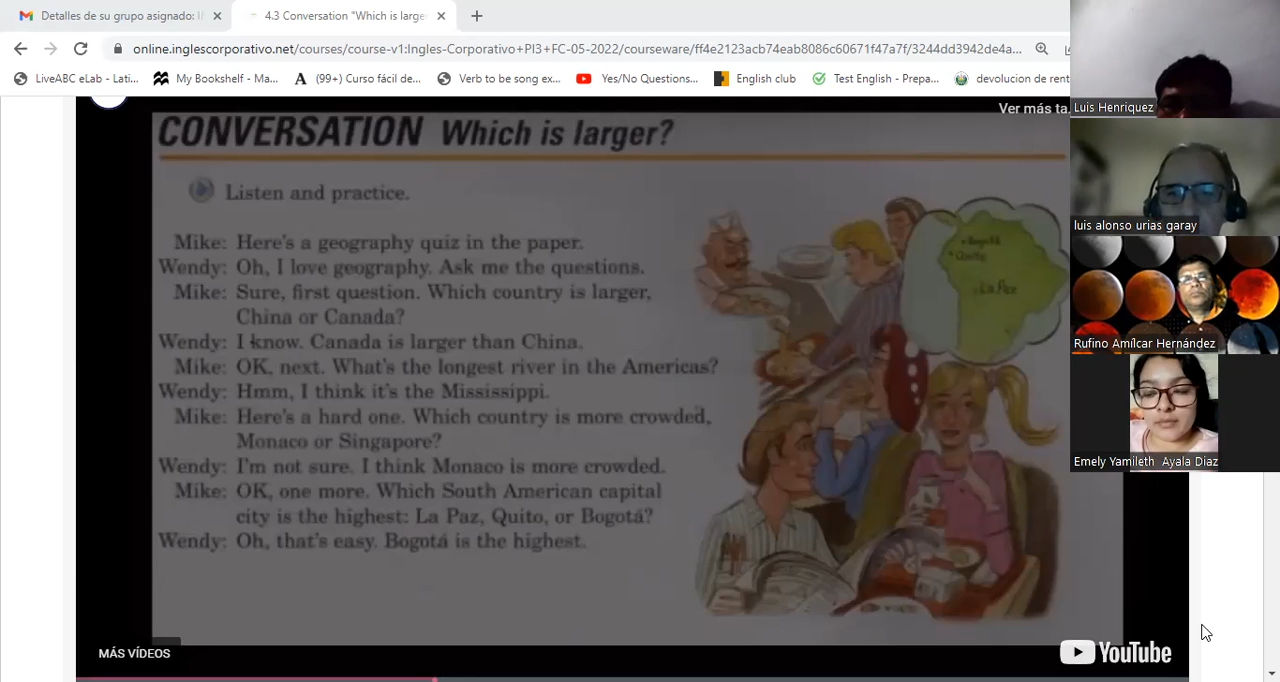 Detalles de su grupo asignado: I
4.3 Conversation "Which is large
online.inglescorporativo.net/courses/course-v1:Ingles-Corporativo+PI3+FC-05-2022/courseware/ff4e2123acb74eab8086c60671f47a7f/3244dd3942de4a...
LiveABC eLab - Lati...
My Bookshelf - Ma...
(99+) Curso fácil de...
Verb to be song ex...
Yes/No Questions...
English club
Test English - Prepa...
devolucion de rent
Ver más ta
CONVERSATION Which is larger?
Listen and practice.
Mike: Here's a geography quiz in the paper.
Wendy: Oh, I love geography. Ask me the questions.
Mike: Sure, first question. Which country is larger,
China or Canada?
Wendy: I know. Canada is larger than China.
Mike: OK, next. What's the longest river in the Americas?
Wendy: Hmm, I think it's the Mississippi.
Mike: Here's a hard one. Which country is more crowded,
Monaco or Singapore?
Wendy: I'm not sure. I think Monaco is more crowded.
Mike: OK, one more. Which South American capital
city is the highest: La Paz, Quito, or Bogotá?
Wendy: Oh, that's easy. Bogotá is the highest.
Bogotá
Quito
La Paz
MÁS VÍDEOS
YouTube
Luis Henriquez
luis alonso urias garay
Rufino Amílcar Hernández
Emely Yamileth Ayala Diaz